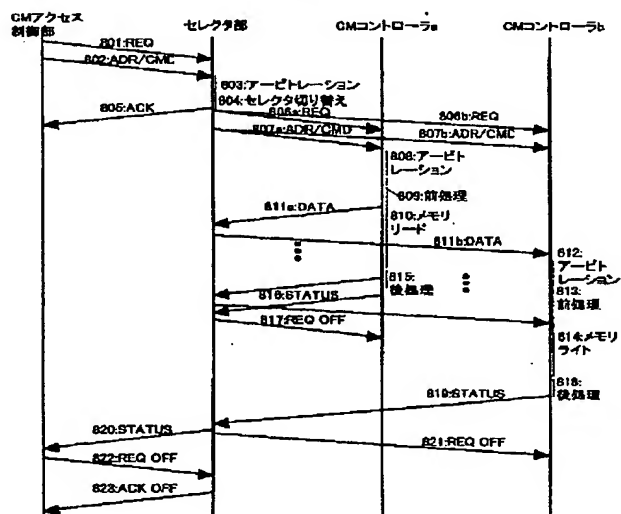 CMアクセス
制御部
セレクタ部
CMコントローラa
CMコントローラb
801:REQ
802:ADR/CMD
803:アービトレーション
804:セレクタ切り替え
805:ACK
806a:REQ
806b:REQ
807a:ADR/CMD
807b:ADR/CMD
808:アービト
レーション
809:前処理
810:メモリ
リード
811a:DATA
811b:DATA
812:
アービト
レーション
813:
前処理
814:メモリ
ライト
815:
後処理
816:STATUS
817:REQ OFF
818:
後処理
819:STATUS
820:STATUS
821:REQ OFF
822:REQ OFF
823:ACK OFF